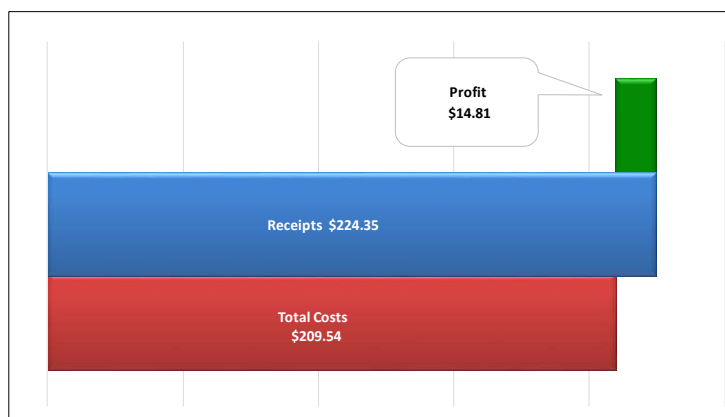 Profit
$14.81
Receipts  $224.35
Total Costs
$209.54